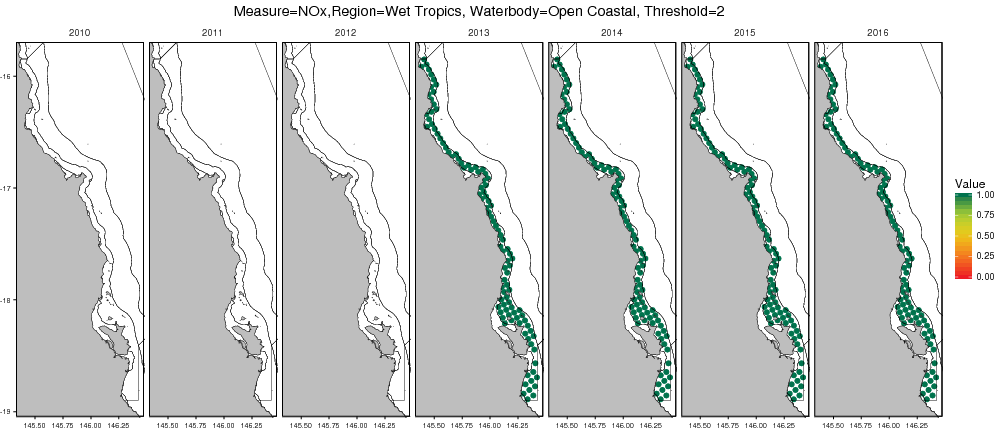 Measure=NOx,Region=Wet Tropics, Waterbody=Open Coastal, Threshold=2
2010 2011 2012 2013 2014 2015 2016
-16
-17
-18
-19
Value
1.00
0.75
0.50
0.25
0.00
145.50 145.75 146.00 146.25 145.50 145.75 146.00 146.25 145.50 145.75 146.00 146.25 145.50 145.75 146.00 146.25 145.50 145.75 146.00 146.25 145.50 145.75 146.00 146.25 145.50 145.75 146.00 146.25